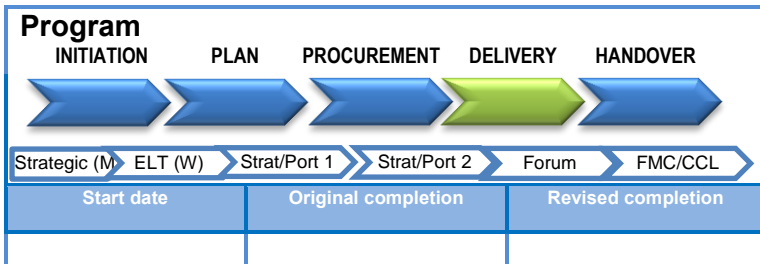 Program
INITIATION PLAN PROCUREMENT DELIVERY HANDOVER
Strategic (M ELT (W) Strat/Port 1 Strat/Port 2 Forum FMC/CCL
Start date Original completion Revised completion